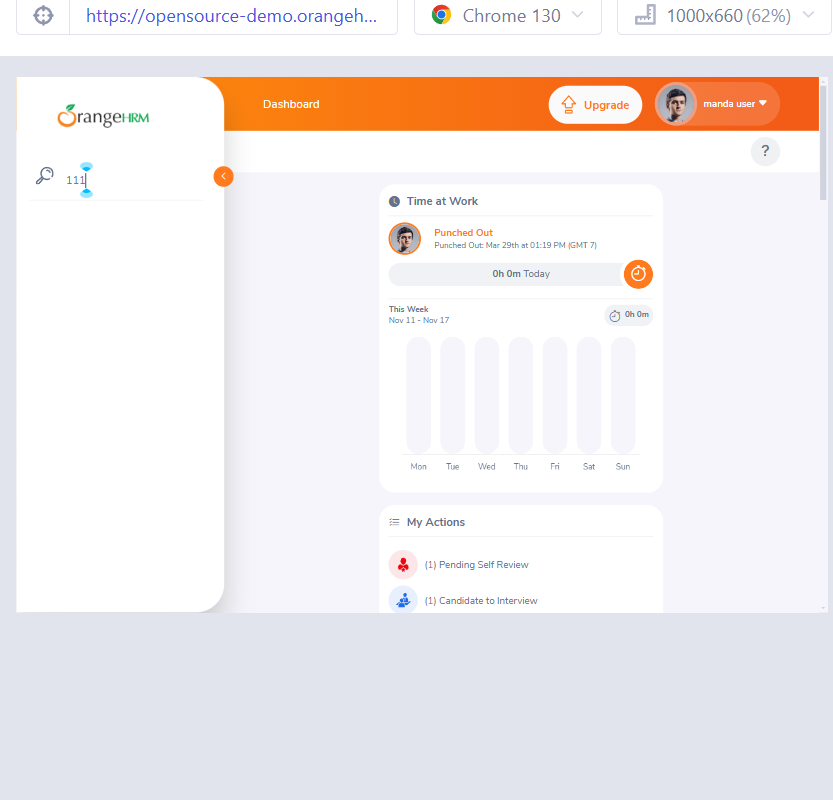 https://opensource-demo.orangeh...
Chrome 130
1000x660 (62%)
OrangeHRM
Dashboard
Upgrade
manda user
111
?
Time at Work
Punched Out
Punched Out: Mar 29th at 01:19 PM (GMT 7)
0h 0m Today
This Week
Nov 11 - Nov 17
0h 0m
Mon Tue Wed Thu Fri Sat Sun
My Actions
(1) Pending Self Review
(1) Candidate to Interview